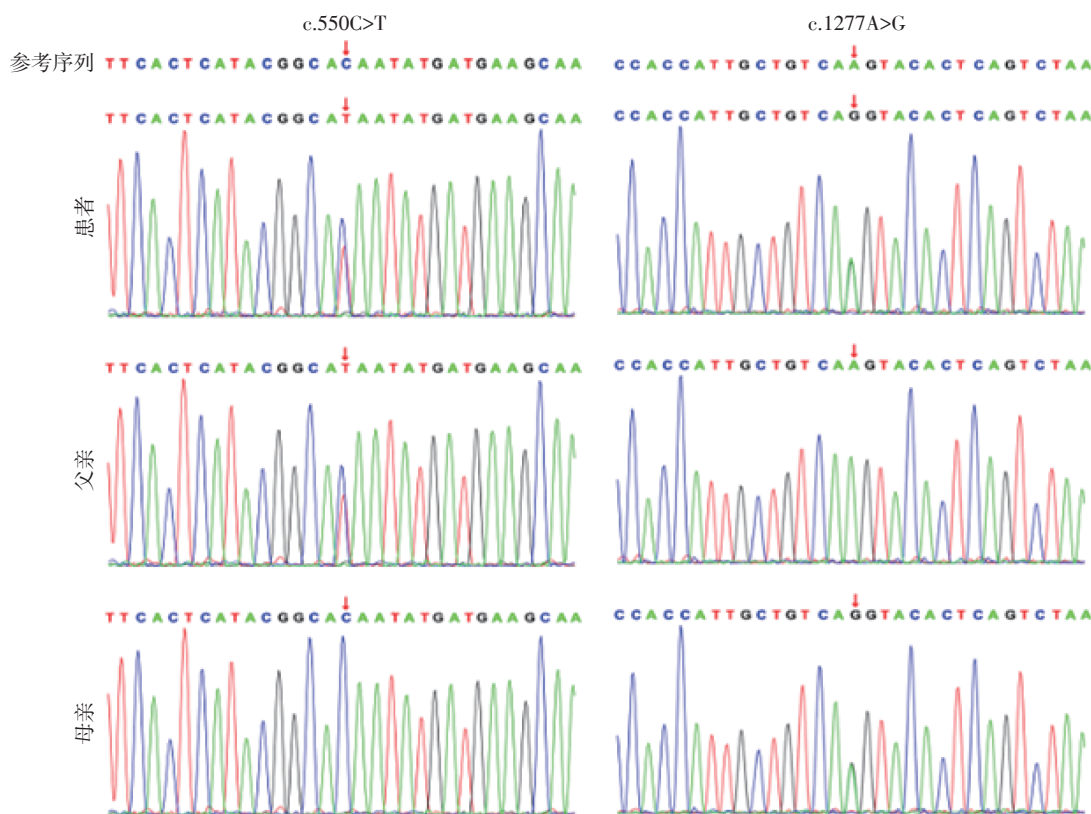 c.550C>T
c.1277A>G
参考序列
TTCACTCATACGGCACAATATGATGAAGCAA
CCACCATTGCTGTCAAGTACACTCAGTCTAA
患者
TTCACTCATACGGCATAATATGATGAAGCAA
CCACCATTGCTGTCAGGTACACTCAGTCTAA
父亲
TTCACTCATACGGCATAATATGATGAAGCAA
CCACCATTGCTGTCAAGTACACTCAGTCTAA
母亲
TTCACTCATACGGCACAATATGATGAAGCAA
CCACCATTGCTGTCAGGTACACTCAGTCTAA